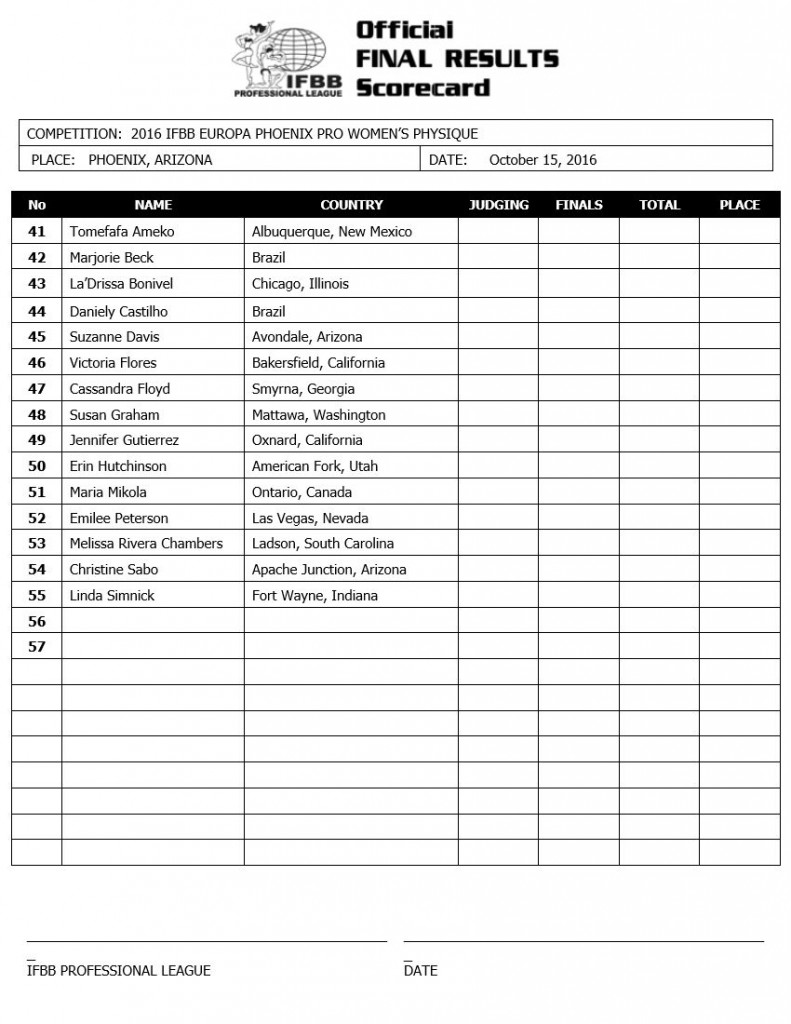 Official
FINAL RESULTS
Scorecard
IFBB
PROFESSIONAL LEAGUE
COMPETITION: 2016 IFBB EUROPA PHOENIX PRO WOMEN’S PHYSIQUE
PLACE: PHOENIX, ARIZONA DATE: October 15, 2016
No NAME COUNTRY JUDGING FINALS TOTAL PLACE
41 Tomefafa Ameko Albuquerque, New Mexico
42 Marjorie Beck Brazil
43 La’Drissa Bonivel Chicago, Illinois
44 Daniely Castilho Brazil
45 Suzanne Davis Avondale, Arizona
46 Victoria Flores Bakersfield, California
47 Cassandra Floyd Smyrna, Georgia
48 Susan Graham Mattawa, Washington
49 Jennifer Gutierrez Oxnard, California
50 Erin Hutchinson American Fork, Utah
51 Maria Mikola Ontario, Canada
52 Emilee Peterson Las Vegas, Nevada
53 Melissa Rivera Chambers Ladson, South Carolina
54 Christine Sabo Apache Junction, Arizona
55 Linda Simnick Fort Wayne, Indiana
56
57
IFBB PROFESSIONAL LEAGUE DATE